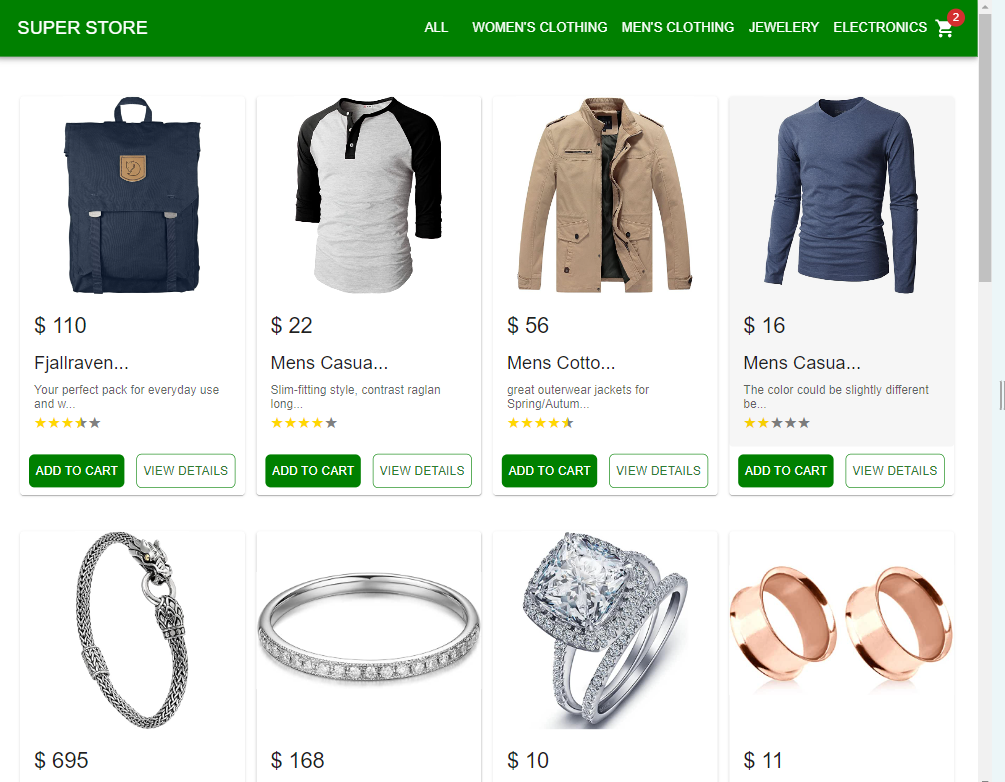 SUPER STORE
ALL WOMEN'S CLOTHING MEN'S CLOTHING JEWELERY ELECTRONICS 2
$ 110
Fjallraven...
Your perfect pack for everyday use
and w...
ADD TO CART VIEW DETAILS
$ 22
Mens Casua...
Slim-fitting style, contrast raglan
long...
ADD TO CART VIEW DETAILS
$ 56
Mens Cotto...
great outerwear jackets for
Spring/Autum...
ADD TO CART VIEW DETAILS
$ 16
Mens Casua...
The color could be slightly different
be...
ADD TO CART VIEW DETAILS
$ 695
$ 168
$ 10
$ 11